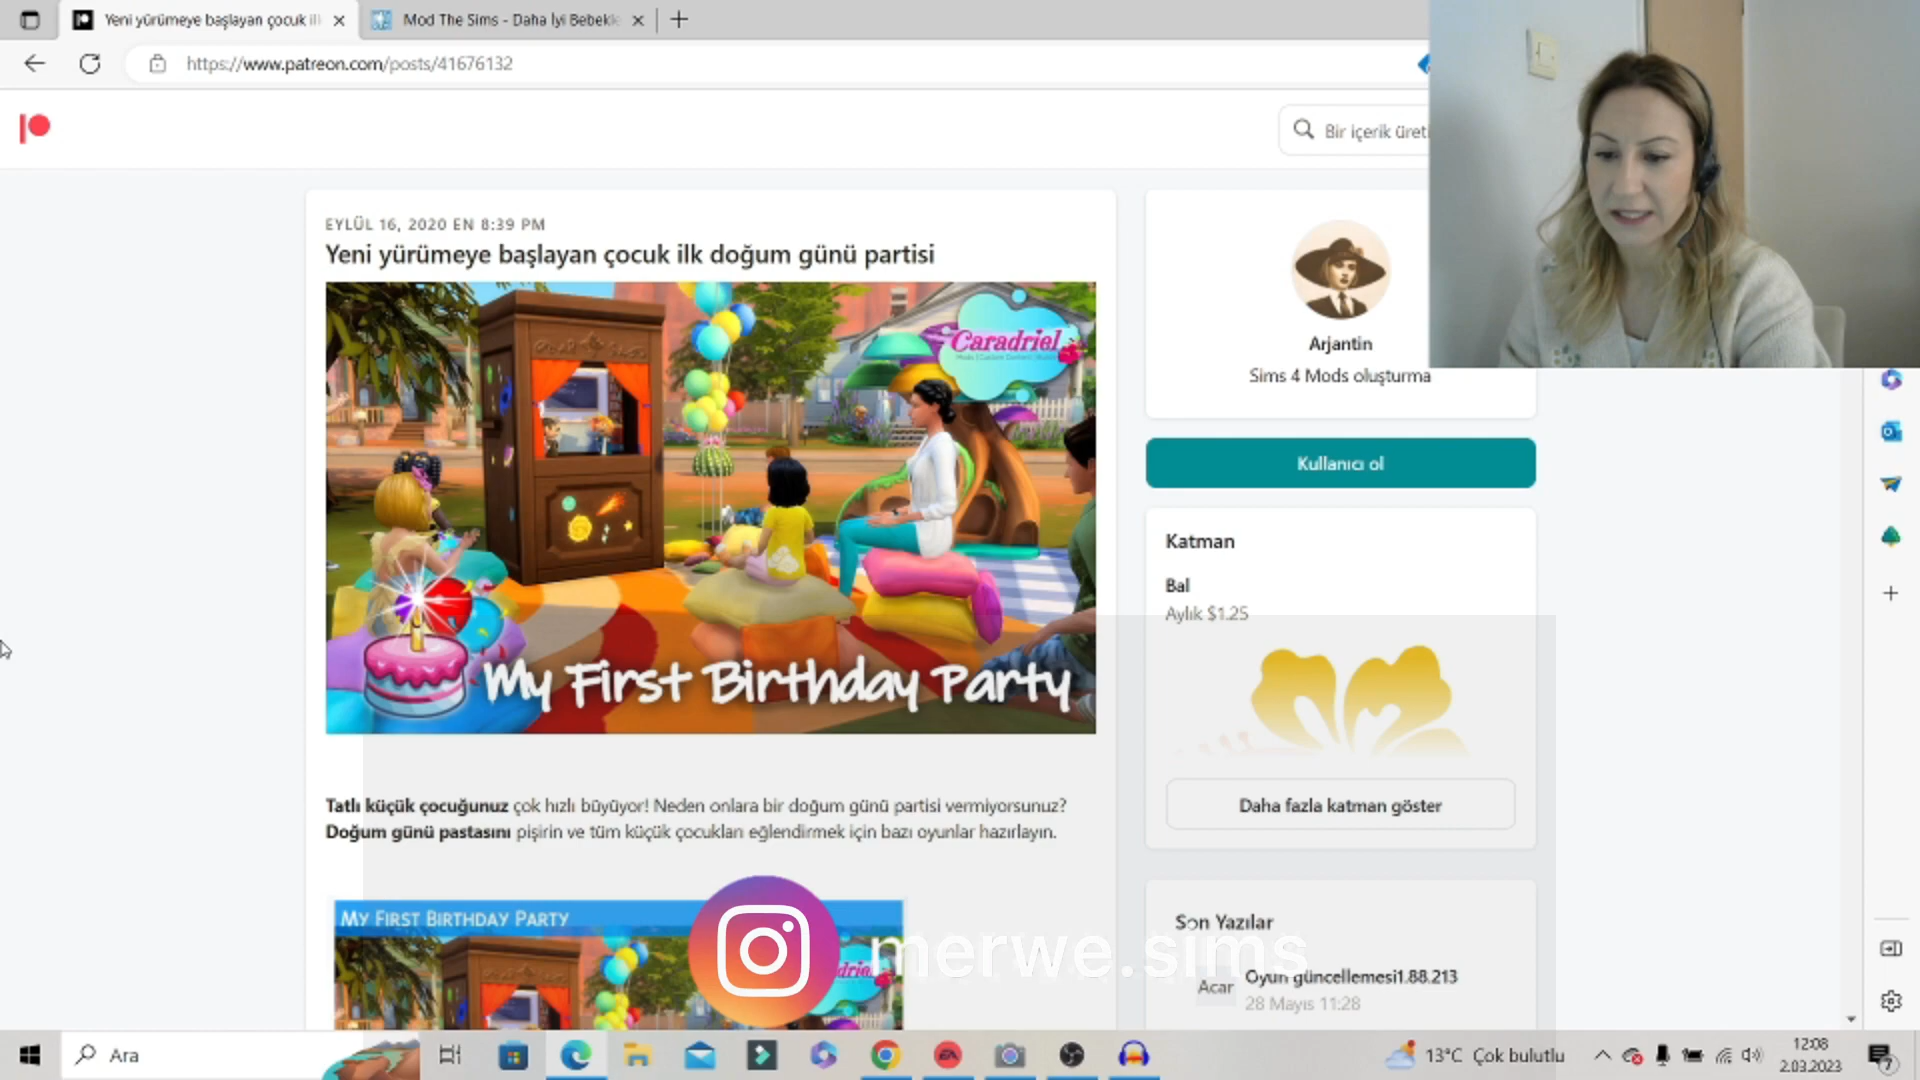 Yeni yürümeye başlayan çocuk ilk
Mod The Sims - Daha İyi Bebekle
https://www.patreon.com/posts/41676132
Bir içerik üreti
EYLÜL 16, 2020 EN 8:39 PM
Yeni yürümeye başlayan çocuk ilk doğum günü partisi
Caradriel
My First Birthday Party
Tatlı küçük çocuğunuz çok hızlı büyüyor! Neden onlara bir doğum günü partisi vermiyorsunuz?
Doğum günü pastasını pişirin ve tüm küçük çocukları eğlendirmek için bazı oyunlar hazırlayın.
MY FIRST BIRTHDAY PARTY
Arjantin
Sims 4 Mods oluşturma
Kullanıcı ol
Katman
Bal
Aylık $1.25
Daha fazla katman göster
Son Yazılar
Acar
Oyun güncellemesi1.88.213
28 Mayıs 11:28
merwe.sims
Ara
13°C Çok bulutlu
12:08
2.03.2023
7